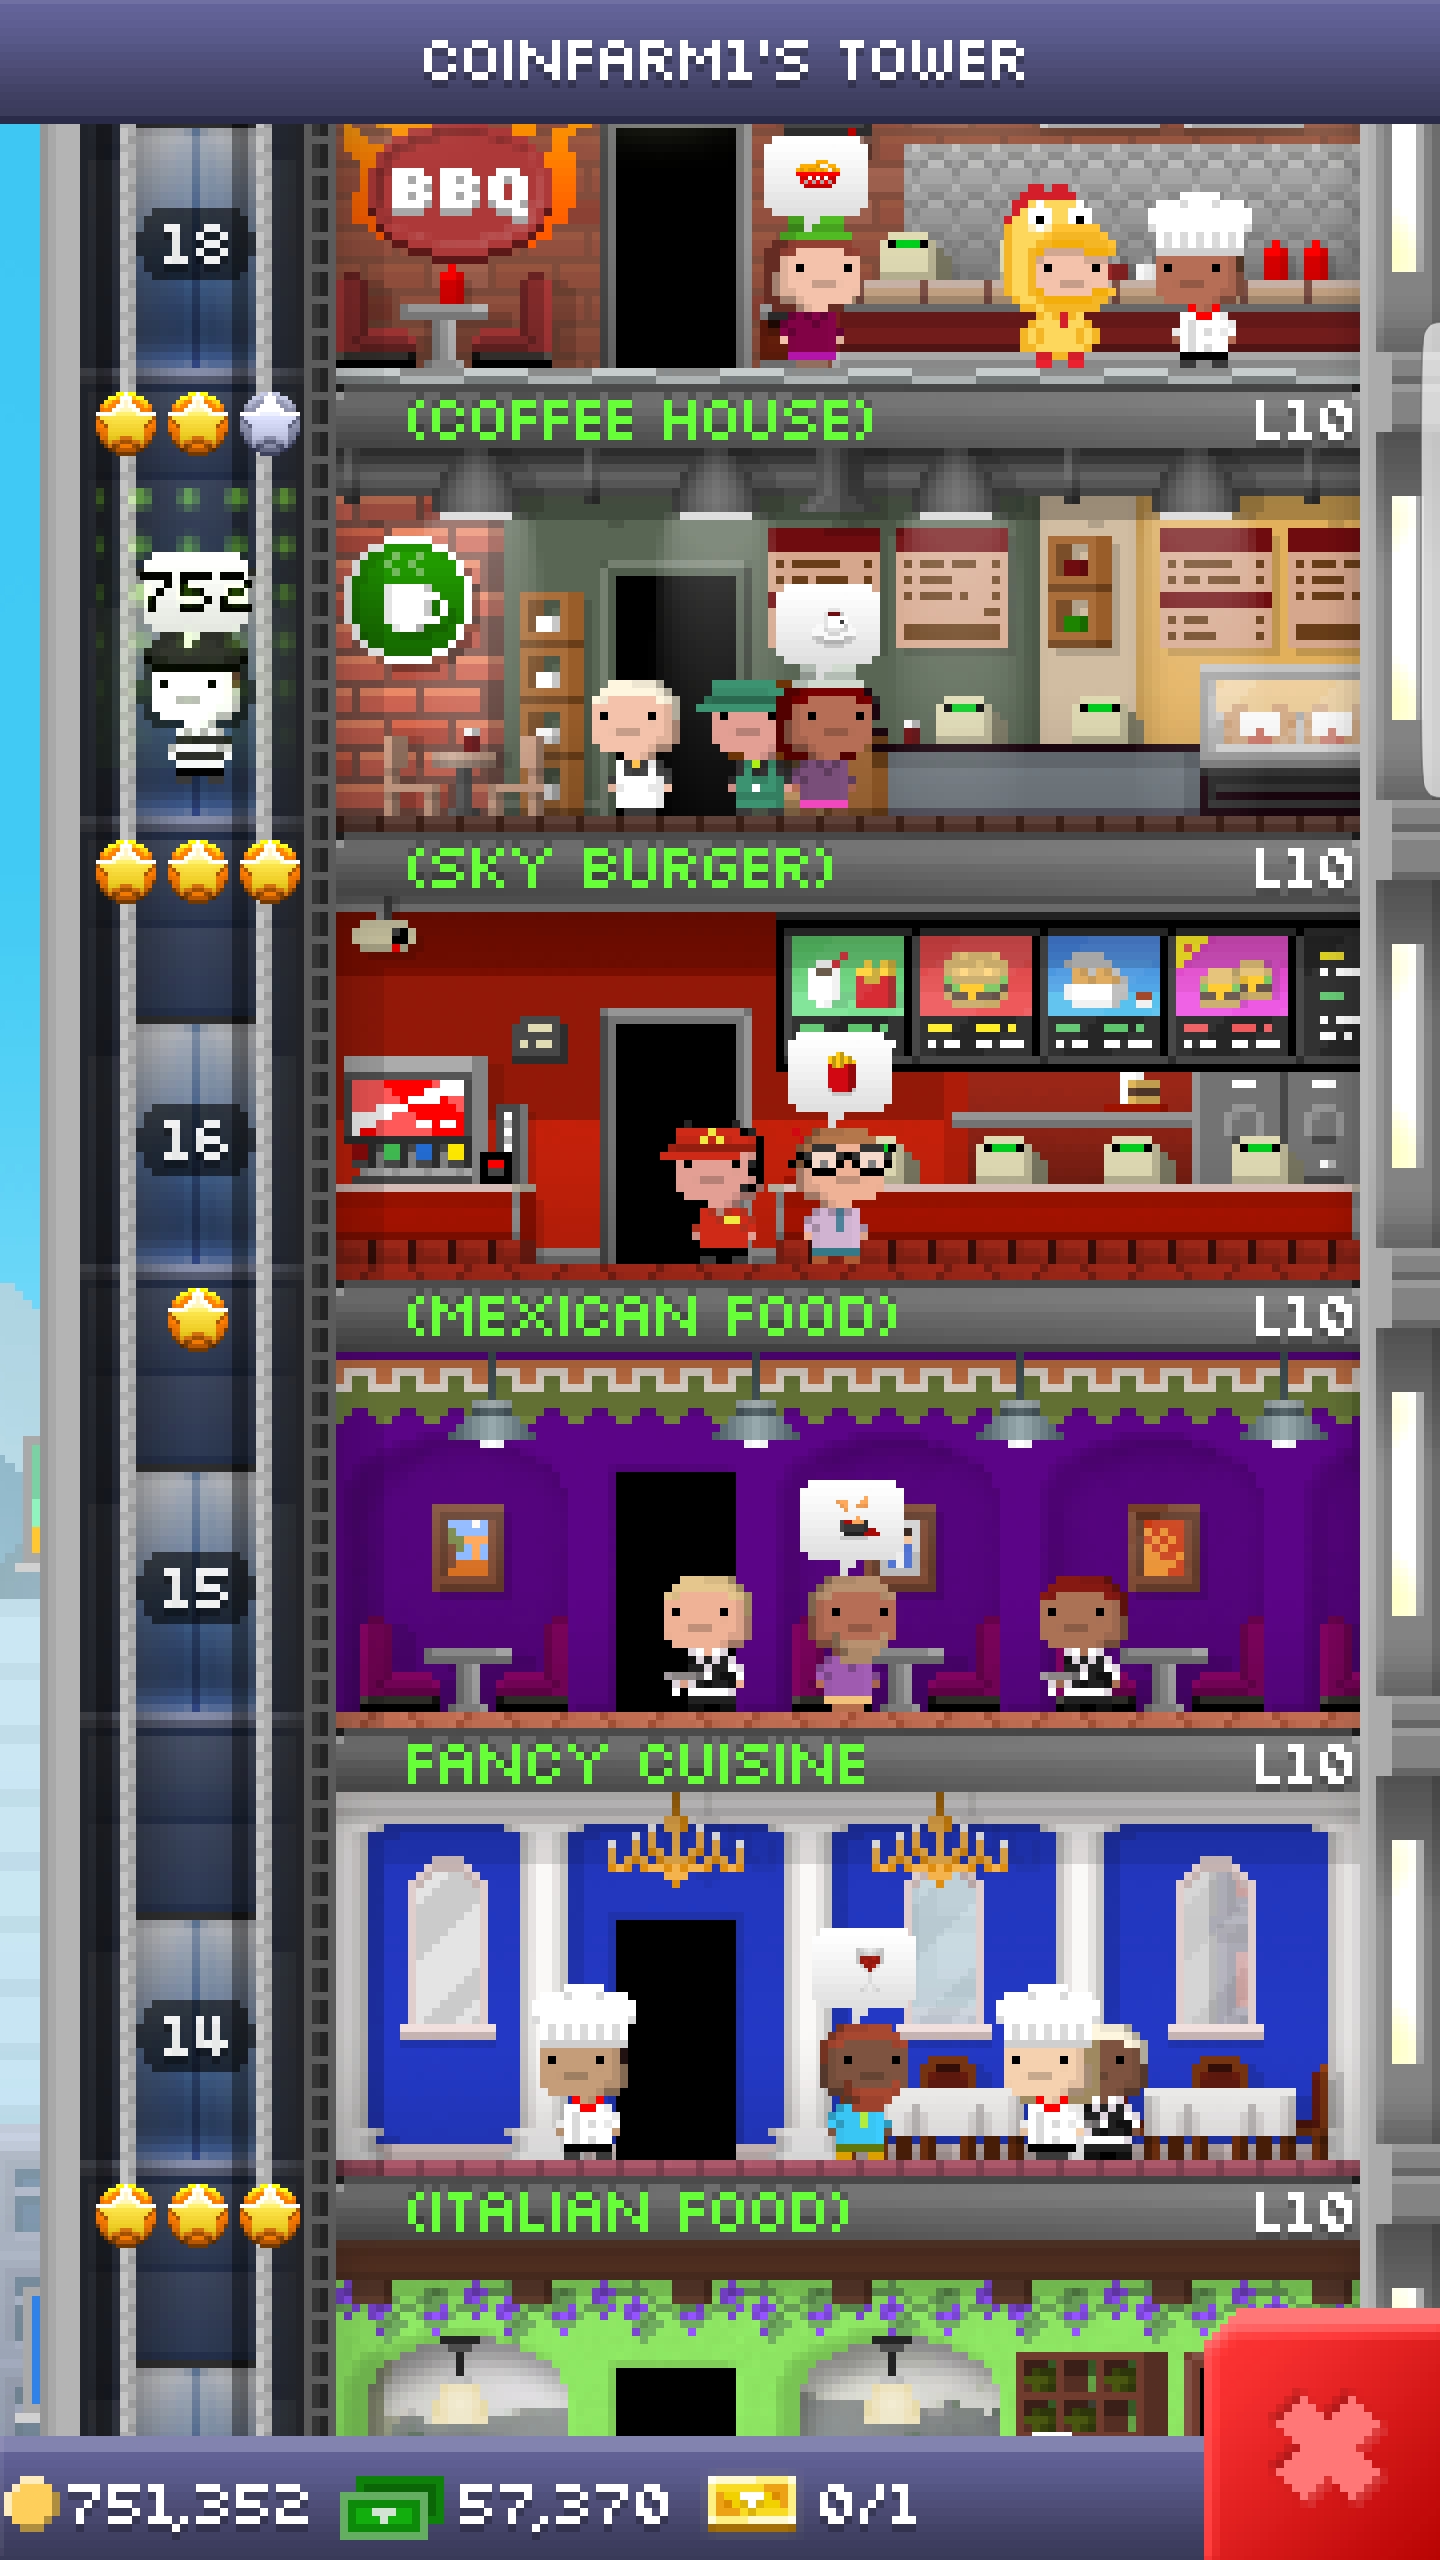 COINFARM1'S TOWER
BBQ
18
(COFFEE HOUSE) L10
752
(SKY BURGER) L10
16
(MEXICAN FOOD) L10
15
FANCY CUISINE L10
14
(ITALIAN FOOD) L10
751,352 57,370 0/1